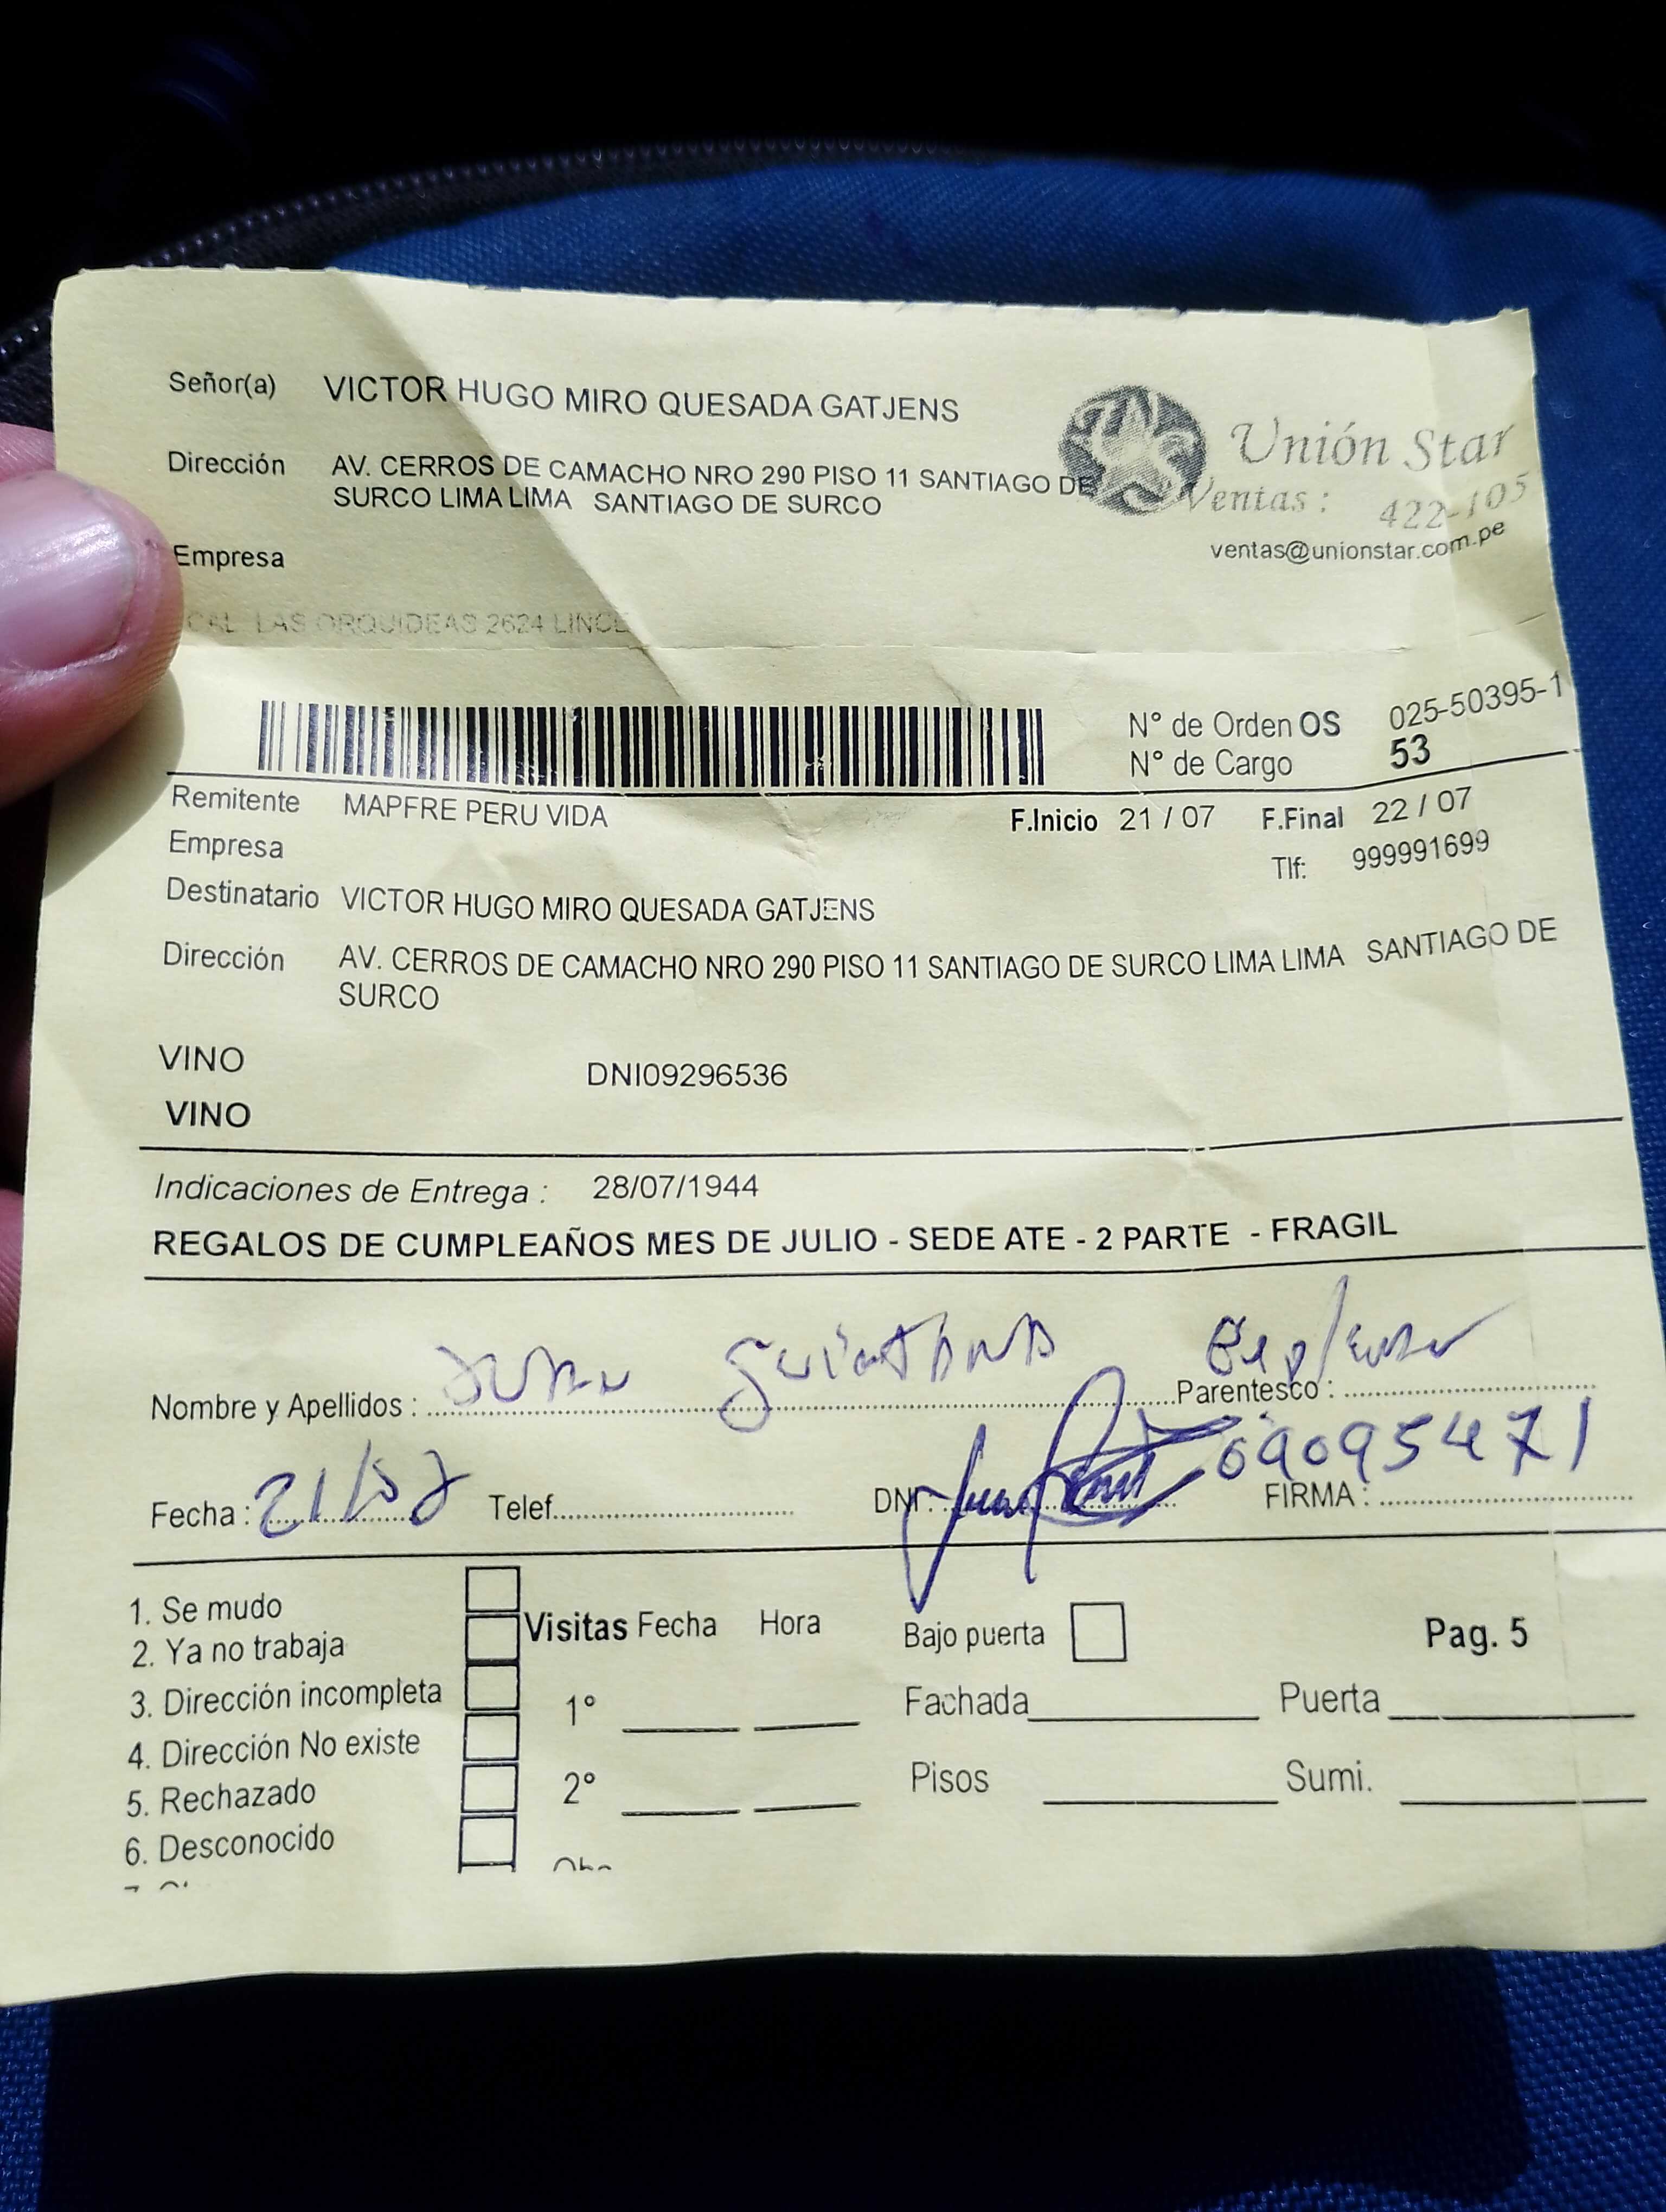 Señor(a) VICTOR HUGO MIRO QUESADA GATJENS
Unión Star
Dirección AV. CERROS DE CAMACHO NRO 290 PISO 11 SANTIAGO DE
SURCO LIMA LIMA SANTIAGO DE SURCO
Ventas : 422-105
ventas@unionstar.com.pe
Empresa
CAL LAS ORQUIDEAS 2624 LINCE
N° de Orden OS 025-50395-1
N° de Cargo 53
Remitente MAPFRE PERU VIDA F.Inicio 21 / 07 F.Final 22 / 07
Empresa Tlf: 999991699
Destinatario VICTOR HUGO MIRO QUESADA GATJENS
Dirección AV. CERROS DE CAMACHO NRO 290 PISO 11 SANTIAGO DE SURCO LIMA LIMA SANTIAGO DE
SURCO
VINO DNI09296536
VINO
Indicaciones de Entrega : 28/07/1944
REGALOS DE CUMPLEAÑOS MES DE JULIO - SEDE ATE - 2 PARTE - FRAGIL
Nombre y Apellidos : Juan Parentesco :
Fecha : 21/07 Telef. DNI: 09095471 FIRMA :
1. Se mudo
2. Ya no trabaja
3. Dirección incompleta
4. Dirección No existe
5. Rechazado
6. Desconocido
Visitas Fecha Hora
1°
2°
Bajo puerta Pag. 5
Fachada Puerta
Pisos Sumi.